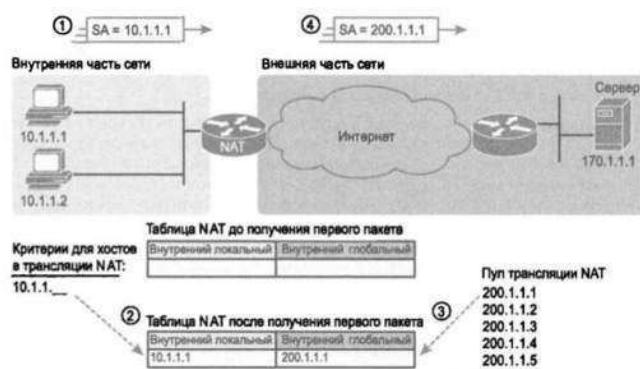 ① SA = 10.1.1.1
④ SA = 200.1.1.1
Внутренняя часть сети
Внешняя часть сети
Сервер
10.1.1.1
NAT
Интернет
170.1.1.1
10.1.1.2
Таблица NAT до получения первого пакета
Внутренний локальный Внутренний глобальный
Критерии для хостов
в трансляции NAT:
10.1.1.__
Пул трансляции NAT
200.1.1.1
200.1.1.2
200.1.1.3
200.1.1.4
200.1.1.5
② Таблица NAT после получения первого пакета ③
Внутренний локальный Внутренний глобальный
10.1.1.1 200.1.1.1